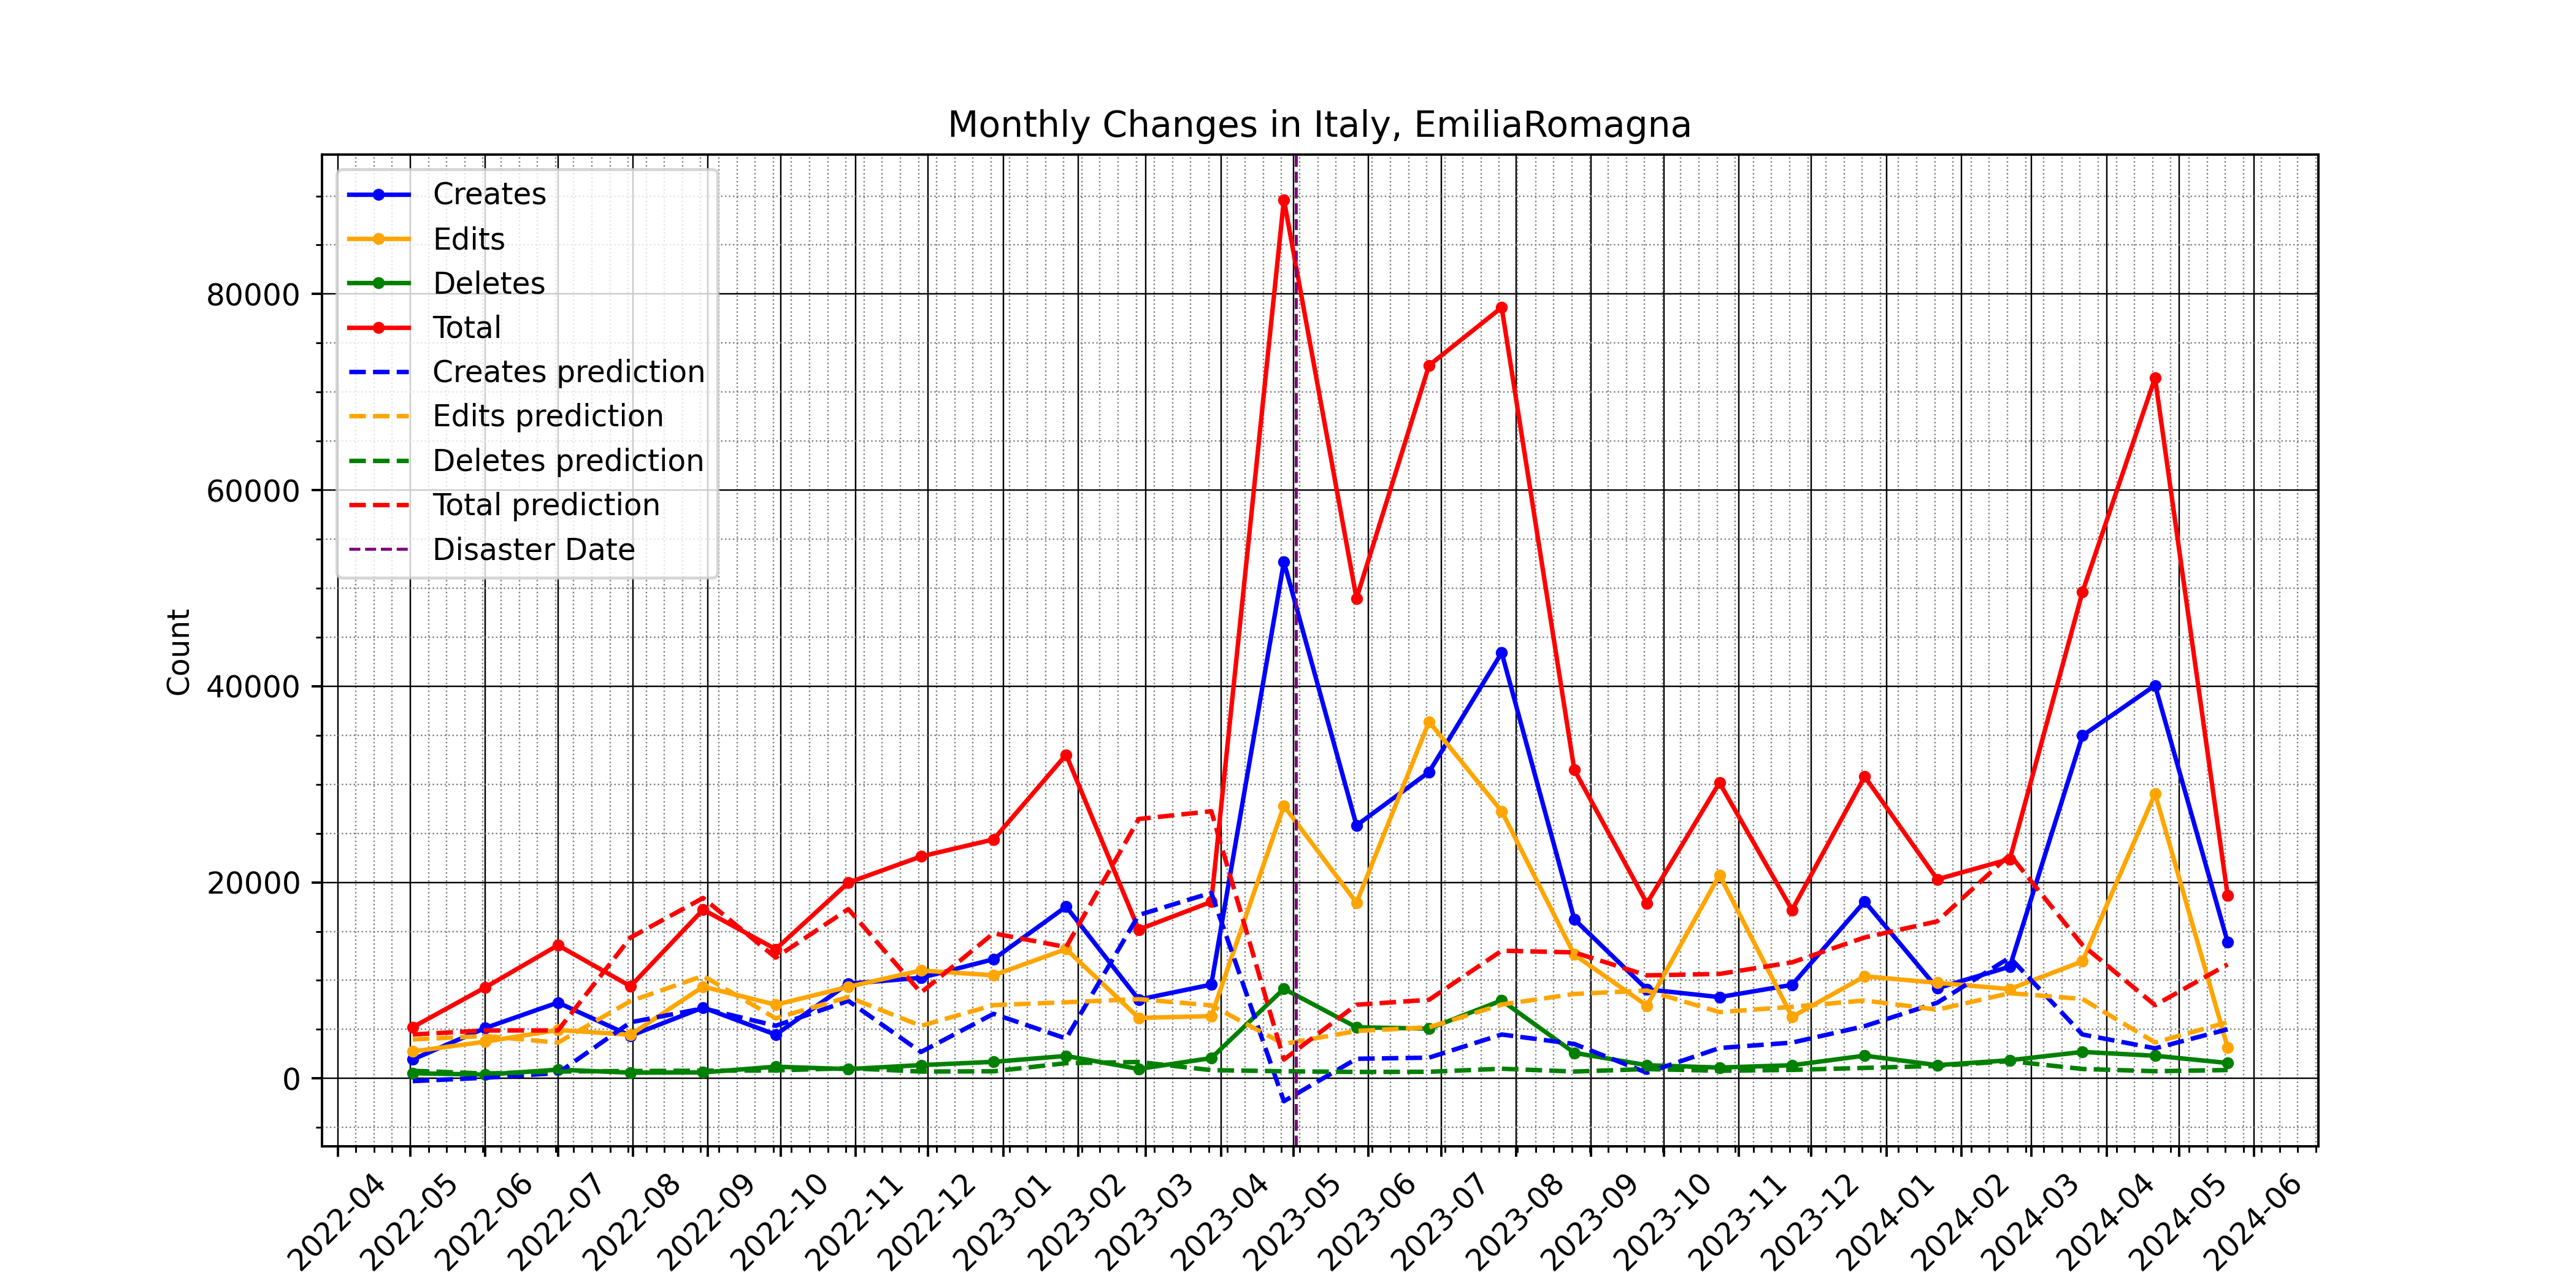 Monthly Changes in Italy, EmiliaRomagna
Creates
Edits
Deletes
Total
Creates prediction
Edits prediction
Deletes prediction
Total prediction
Disaster Date
Count
80000
60000
40000
20000
0
2022-04
2022-05
2022-06
2022-07
2022-08
2022-09
2022-10
2022-11
2022-12
2023-01
2023-02
2023-03
2023-04
2023-05
2023-06
2023-07
2023-08
2023-09
2023-10
2023-11
2023-12
2024-01
2024-02
2024-03
2024-04
2024-05
2024-06